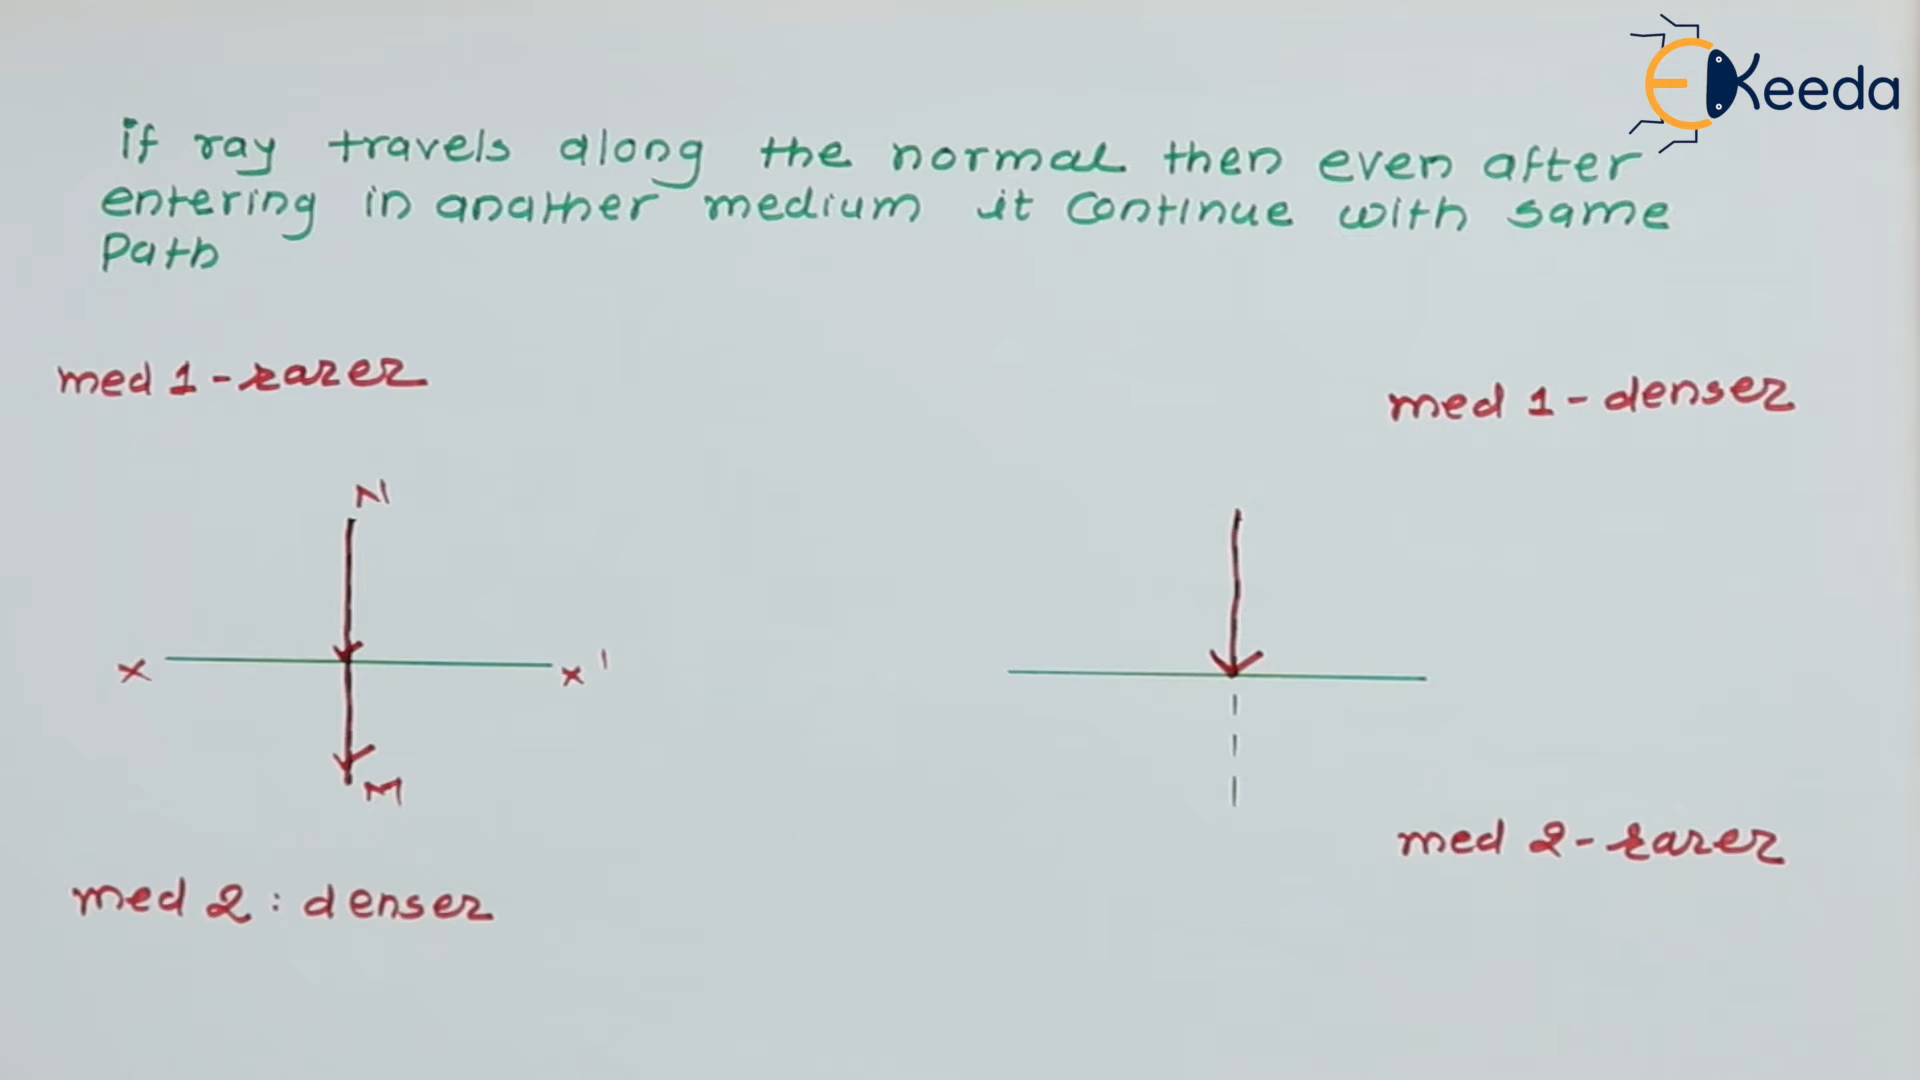 EKeeda
if ray travels along the normal then even after
entering in another medium it continue with same
Path
med 1 - rarer
med 1 - denser
N
X
X'
M
med 2 - rarer
med 2 : denser